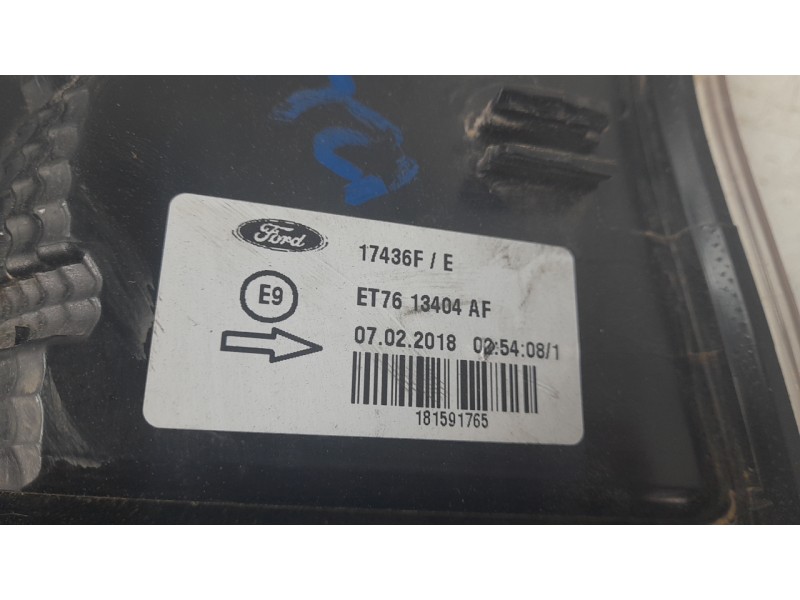 Ford
17436F / E
E9
ET76 13404 AF
07.02.2018 02:54:08/1
181591765